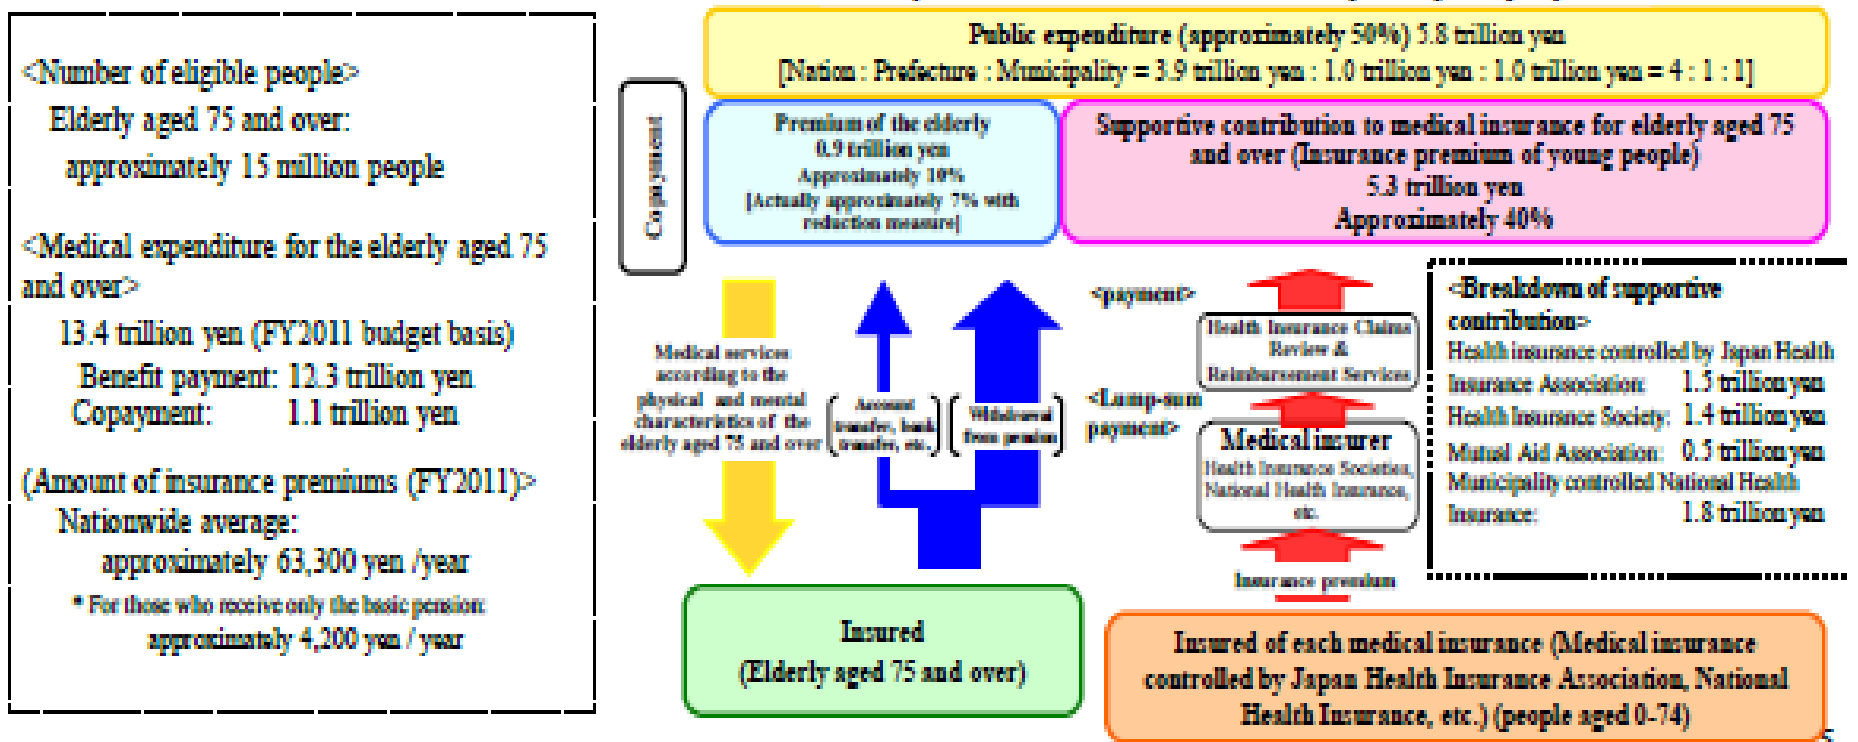 <Number of eligible people>
Elderly aged 75 and over:
approximately 15 million people
<Medical expenditure for the elderly aged 75
and over>
13.4 trillion yen (FY2011 budget basis)
Benefit payment: 12.3 trillion yen
Copayment: 1.1 trillion yen
(Amount of insurance premiums (FY2011)>
Nationwide average:
approximately 63,300 yen /year
* For those who receive only the basic pension:
approximately 4,200 yen / year
Copayment
Public expenditure (approximately 50%) 5.8 trillion yen
[Nation : Prefecture : Municipality = 3.9 trillion yen : 1.0 trillion yen : 1.0 trillion yen = 4 : 1 : 1]
Premium of the elderly
0.9 trillion yen
Approximately 10%
[Actually approximately 7% with
reduction measure]
Supportive contribution to medical insurance for elderly aged 75
and over (Insurance premium of young people)
5.3 trillion yen
Approximately 40%
Medical services
according to the
physical and mental
characteristics of the
elderly aged 75 and over
Account
transfer, bank
transfer, etc.
Withdrawal
from pension
<payment>
Health Insurance Claims
Review &
Reimbursement Services
<Lump-sum
payment>
Medical insurer
Health Insurance Societies,
National Health Insurance,
etc.
Insurance premium
<Breakdown of supportive
contribution>
Health insurance controlled by Japan Health
Insurance Association: 1.5 trillion yen
Health Insurance Society: 1.4 trillion yen
Mutual Aid Association: 0.5 trillion yen
Municipality controlled National Health
Insurance: 1.8 trillion yen
Insured
(Elderly aged 75 and over)
Insured of each medical insurance (Medical insurance
controlled by Japan Health Insurance Association, National
Health Insurance, etc.) (people aged 0-74)